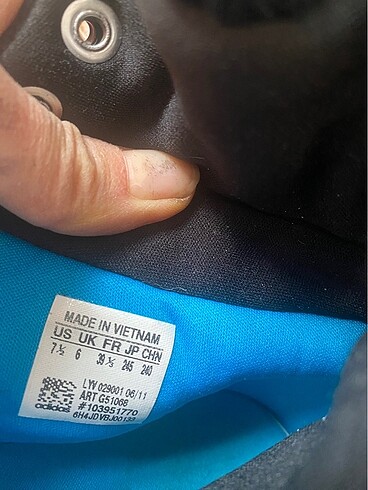 MADE IN VIETNAM
US UK FR JP CHN
7½ 6 39⅓ 245 240
LYW 029001 06/11
ART G51068
#103951770
6H4JDVBJ00133
adidas